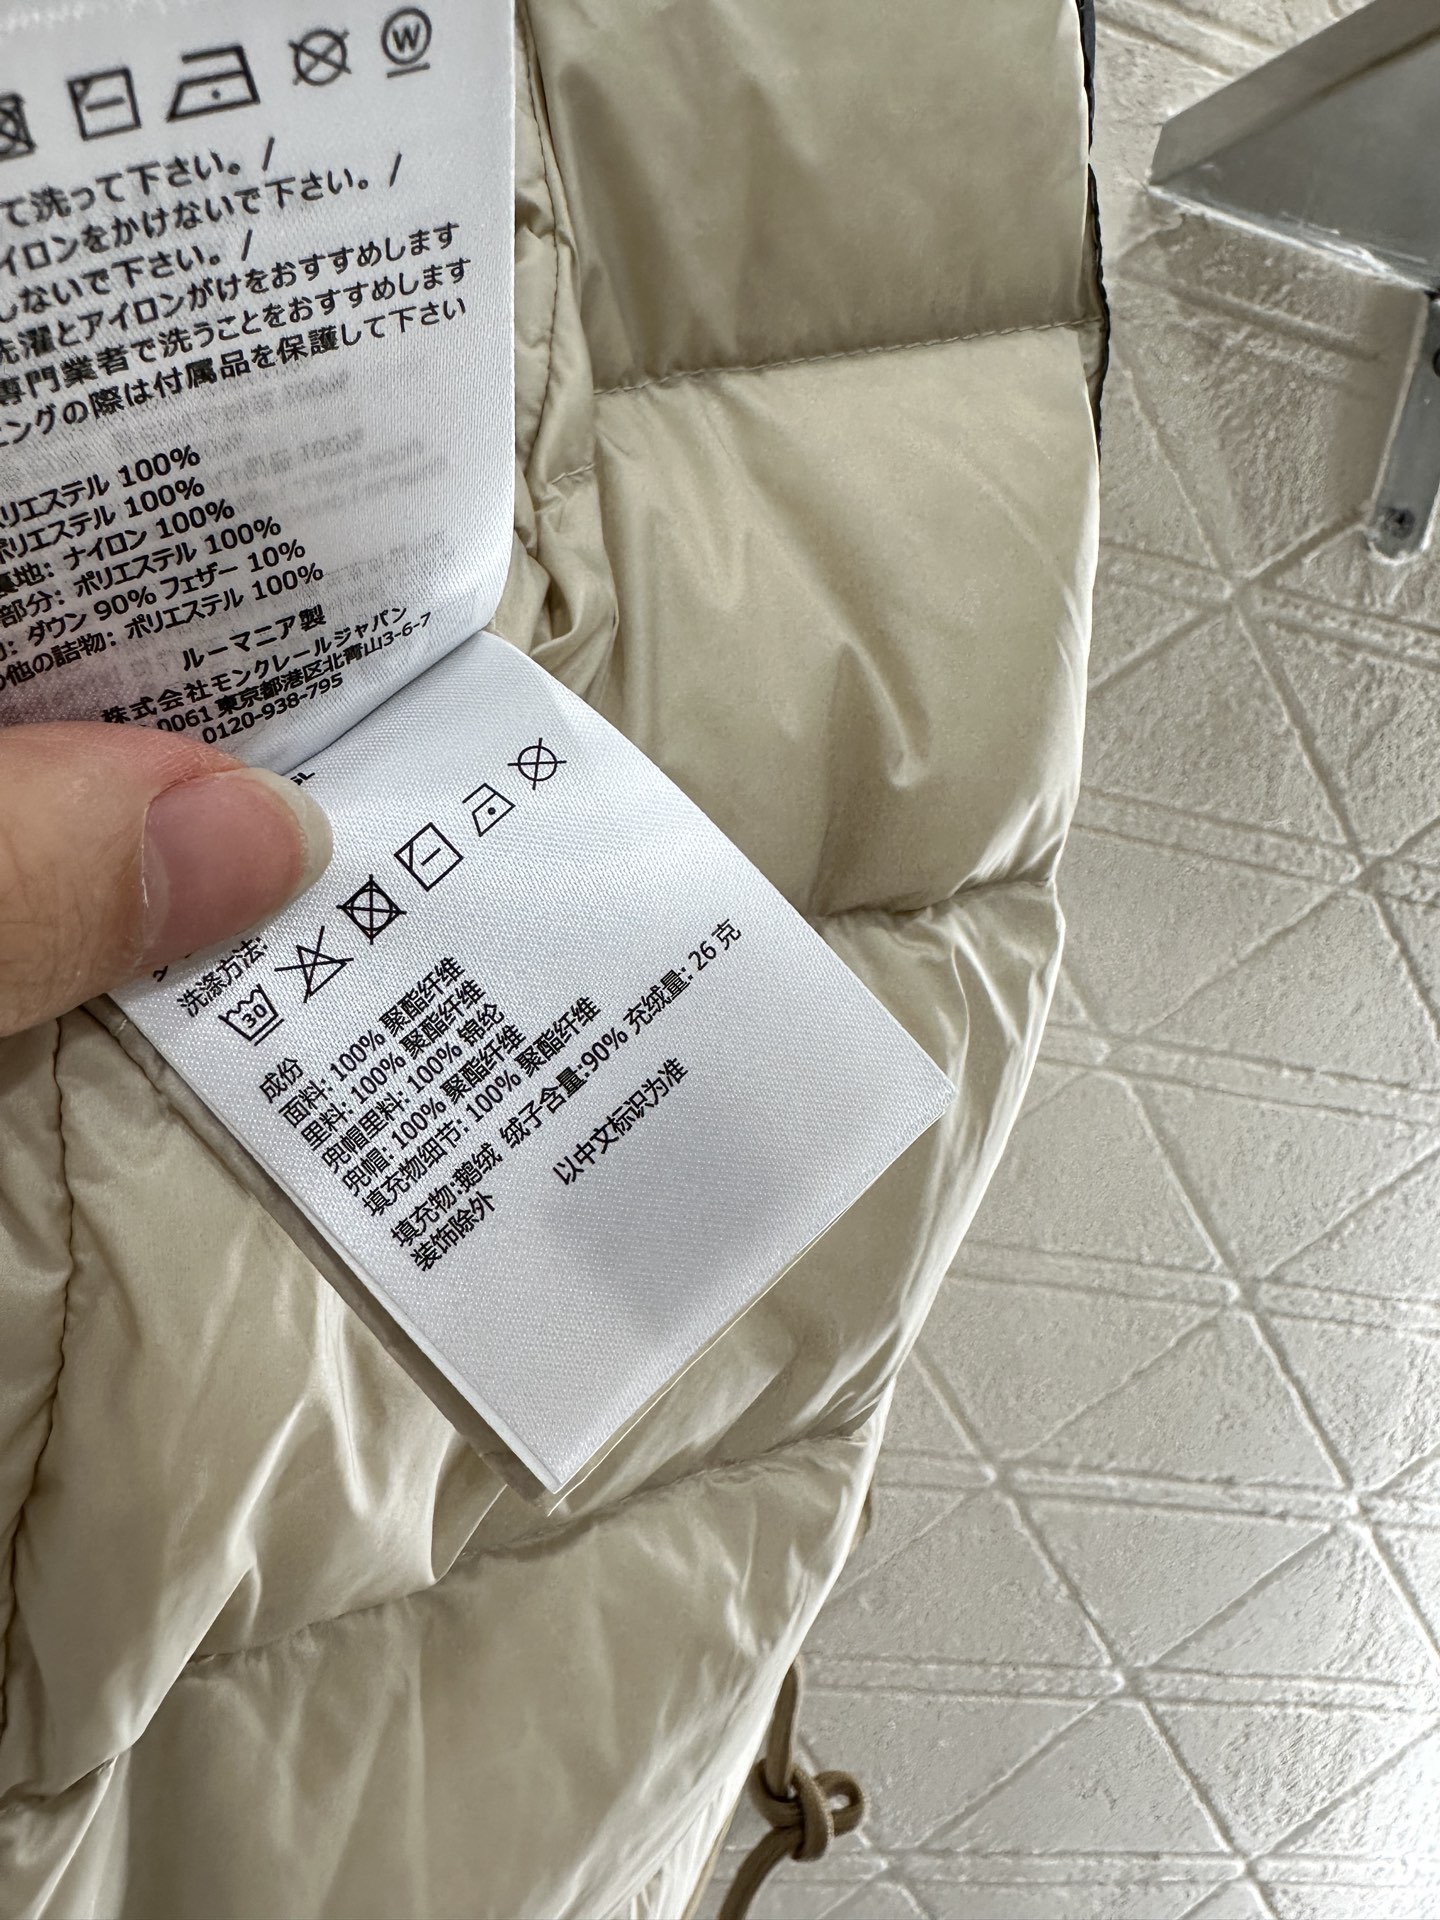 W
て洗って下さい。/
イロンをかけないで下さい。/
しないで下さい。/
洗濯とアイロンがけをおすすめします
専門業者で洗うことをおすすめします
ニングの際は付属品を保護して下さい
リエステル 100%
ポリエステル 100%
裏地: ナイロン 100%
部分: ポリエステル 100%
: ダウン 90% フェザー 10%
の他の詰物: ポリエステル 100%
ルーマニア製
株式会社モンクレールジャパン
0061 東京都港区北青山3-6-7
0120-938-795
洗涤方法:
30
成份
面料: 100% 聚酯纤维
里料: 100% 聚酯纤维
兜帽里料: 100% 锦纶
兜帽: 100% 聚酯纤维
填充物细节: 100% 聚酯纤维
填充物:鹅绒 绒子含量:90% 充绒量: 26 克
装饰除外
以中文标识为准